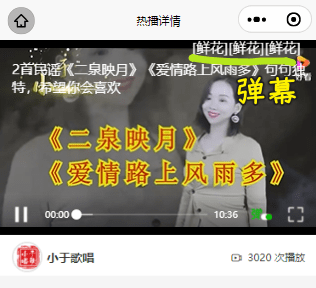 热播详情
[鲜花][鲜花][鲜花]
2首民谣《二泉映月》《爱情路上风雨多》句句独
特，希望你会喜欢
弹幕
《二泉映月》
《爱情路上风雨多》
00:00
10:36
小于歌唱
3020 次播放